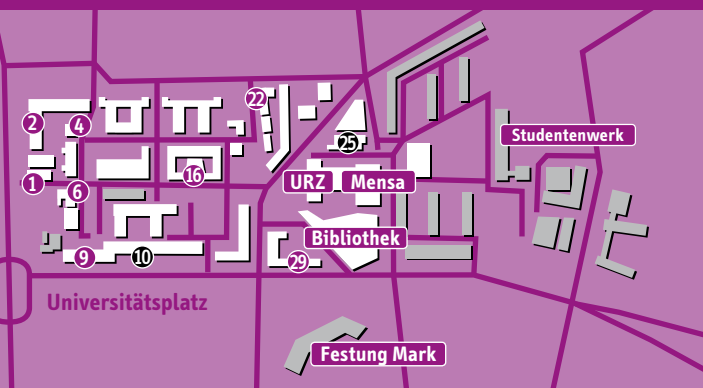 22
2
4
25
Studentenwerk
16
1
6
URZ
Mensa
Bibliothek
9
10
29
Universitätsplatz
Festung Mark